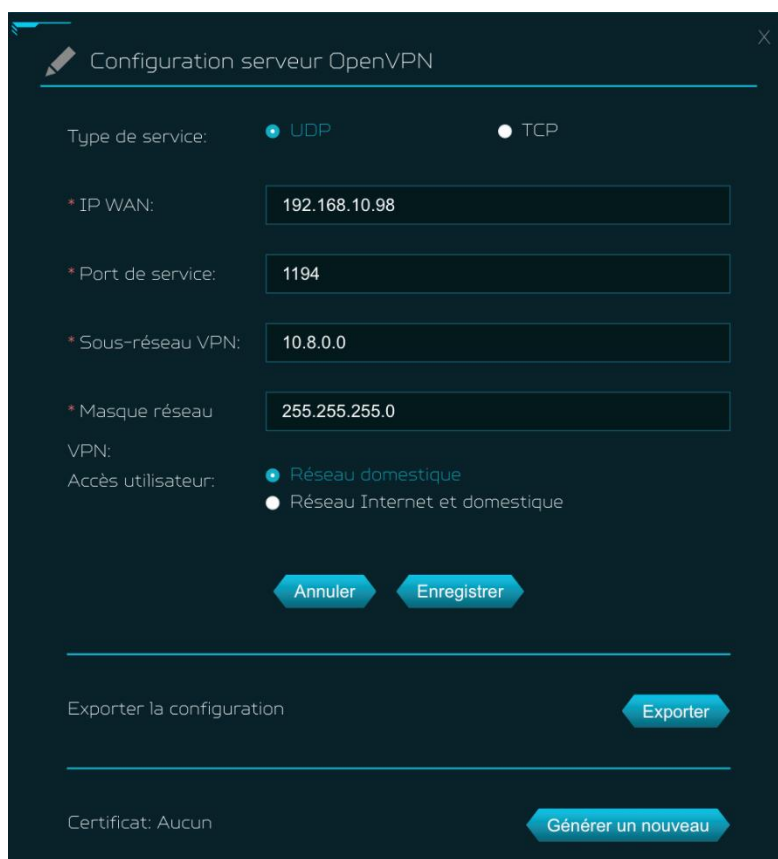 X
Configuration serveur OpenVPN
Type de service: UDP TCP
* IP WAN: 192.168.10.98
* Port de service: 1194
* Sous-réseau VPN: 10.8.0.0
* Masque réseau 255.255.255.0
VPN:
Accès utilisateur: Réseau domestique
Réseau Internet et domestique
Annuler Enregistrer
Exporter la configuration Exporter
Certificat: Aucun Générer un nouveau